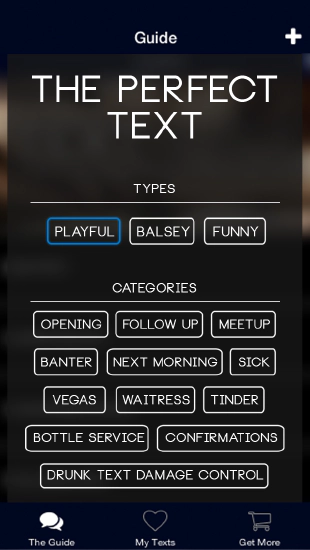 Guide
THE PERFECT
TEXT
TYPES
PLAYFUL BALSEY FUNNY
CATEGORIES
OPENING FOLLOW UP MEETUP
BANTER NEXT MORNING SICK
VEGAS WAITRESS TINDER
BOTTLE SERVICE CONFIRMATIONS
DRUNK TEXT DAMAGE CONTROL
The Guide My Texts Get More